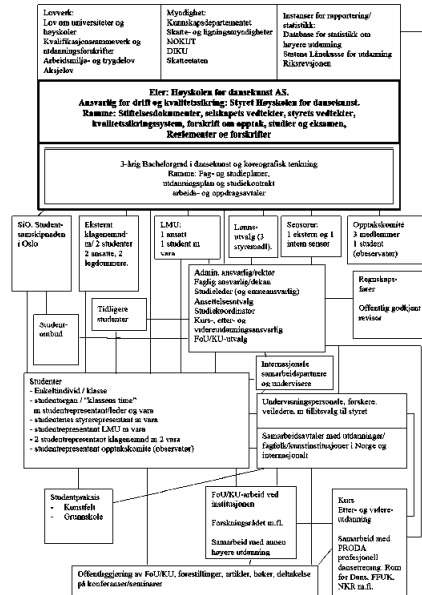 Lovverk:
Lov om universiteter og
høyskoler
Kvalifikasjonsrammeverk og
utdanningsforskrifter
Arbeidsmiljø- og trygdelov
Aksjelov
Myndighet:
Kunnskapsdepartementet
Skatte- og ligningsmyndigheter
NOKUT
DIKU
Skatteetaten
Instanser for rapportering/
statistikk:
Database for statistikk om
høyere utdanning
Statens Lånekasse for utdanning
Riksrevisjonen
Eier: Høyskolen for dansekunst AS.
Ansvarlig for drift og kvalitetssikring: Styret Høyskolen for dansekunst.
Ramme: Stiftelsesdokumenter, selskapets vedtekter, styrets vedtekter,
kvalitetssikringssystem, forskrift om opptak, studier og eksamen,
Reglementer og forskrifter
3-årig Bachelorgrad i dansekunst og koreografisk tenkning
Ramme: Fag- og studieplaner,
utdanningsplan og studiekontrakt
arbeids- og oppdragsavtaler
SiO. Student-
samskipnaden
i Oslo
Eksternt
klagenemnd
m/ 2 studenter
2 ansatte, 2
legdommere.
LMU:
1 ansatt
1 student m
vara
Lønns-
utvalg (3
styremedl).
Sensorer:
1 ekstern og 1
intern sensor
Opptakskomité
3 medlemmer
1 student
(observatør)
Admin. ansvarlig/rektor
Faglig ansvarlig/dekan
Studieleder (og emneansvarlig)
Ansettelsesutvalg
Studiekoordinator
Kurs-, etter- og
videreutdanningsansvarlig
FoU/KU-utvalg
Regnskaps-
fører
Offentlig godkjent
revisor
Tidligere
studenter
Student-
ombud
Internasjonale
samarbeidspartnere
og undervisere
Studenter
- Enkeltindivid / klasse
- studentorgan / "klassens time"
m studentrepresentant/leder og vara
- studentenes styrerepresentant m vara
- studentrepresentant LMU m vara
- 2 studentrepresentant klagenemnd m 2 vara
- studentrepresentant opptakskomite (observatør)
Undervisningspersonale, forskere,
veiledere. m tillitsvalg til styret
Samarbeidsavtaler med utdanninger/
fagfolk/kunstinstitusjoner i Norge og
internasjonalt
Studentpraksis
- Kunstfelt
- Grunnskole
FoU/KU-arbeid ved
institusjonen
Forskningsrådet m.fl.
Samarbeid med annen
høyere utdanning
Kurs
Etter- og videre-
utdanning
Samarbeid med
PRODA
profesjonell
dansetrening. Rom
for Dans. FFUK.
NKR m.fl.
Offentliggjøring av FoU/KU, forestillinger, artikler, bøker, deltakelse
på konferanser/seminarer